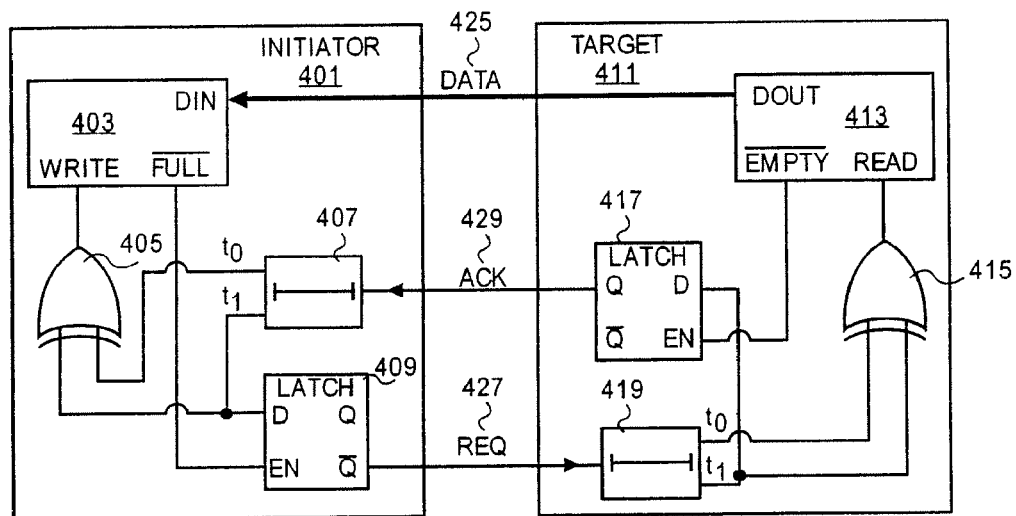 425
INITIATOR
401
DATA
TARGET
411
DIN
403
WRITE
FULL
DOUT
413
EMPTY
READ
405
t0
407
t1
429
ACK
417
LATCH
Q D
Q EN
415
LATCH
409
D Q
EN Q
427
REQ
419
t0
t1